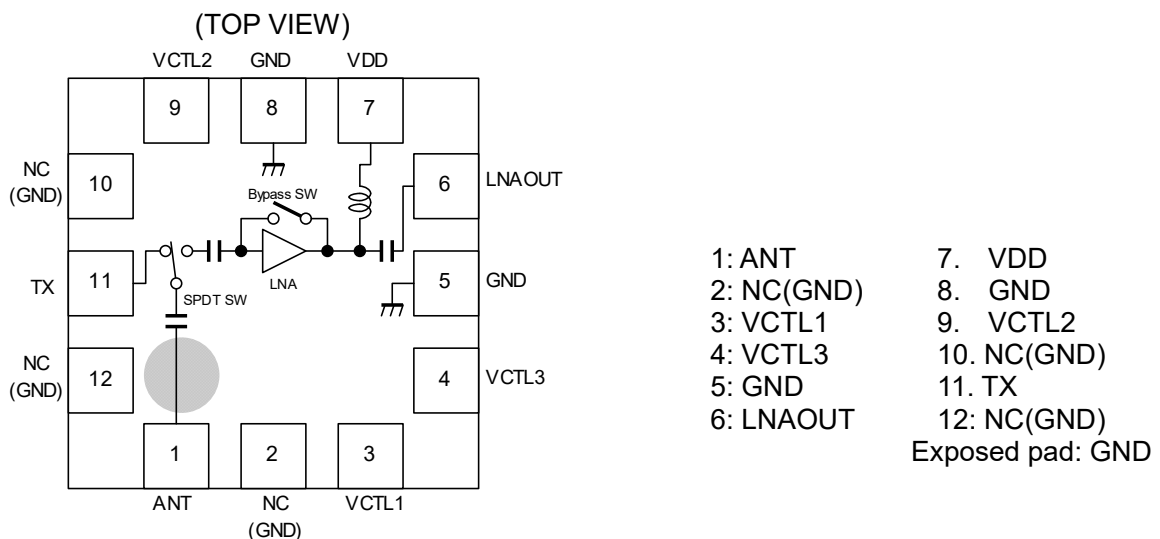 (TOP VIEW)
VCTL2 GND VDD
9 8 7
NC
(GND)
10
Bypass SW
6
LNAOUT
TX
11
SPDT SW
LNA
5
GND
NC
(GND)
12
4
VCTL3
1 2 3
ANT NC
(GND)
VCTL1
1: ANT
2: NC(GND)
3: VCTL1
4: VCTL3
5: GND
6: LNAOUT
7. VDD
8. GND
9. VCTL2
10. NC(GND)
11. TX
12: NC(GND)
Exposed pad: GND